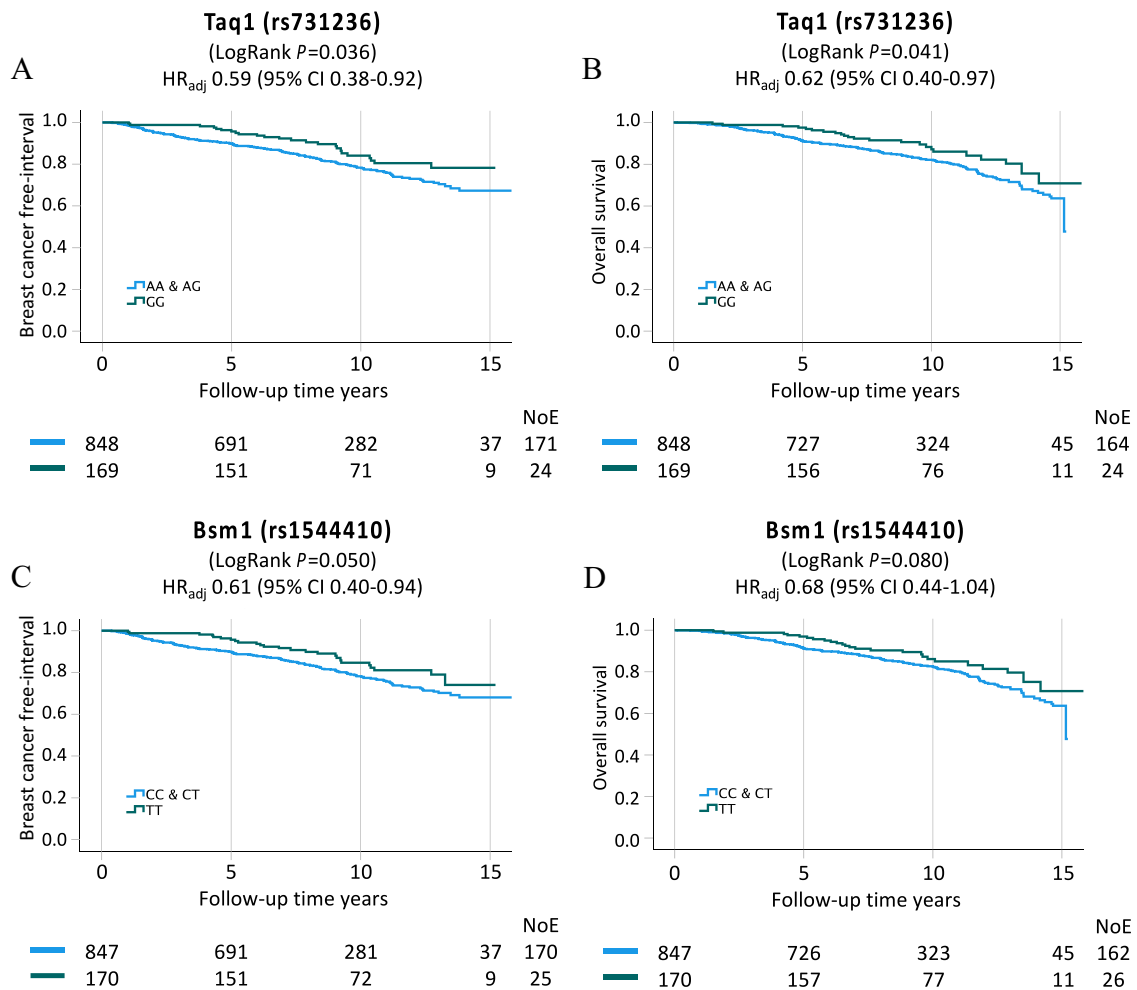 A
Taq1 (rs731236)
(LogRank P=0.036)
HRadj 0.59 (95% CI 0.38-0.92)
Breast cancer free-interval
1.0
0.8
0.6
0.4
0.2
0.0
AA & AG
GG
0 5 10 15
Follow-up time years
NoE
848 691 282 37 171
169 151 71 9 24
B
Taq1 (rs731236)
(LogRank P=0.041)
HRadj 0.62 (95% CI 0.40-0.97)
Overall survival
1.0
0.8
0.6
0.4
0.2
0.0
AA & AG
GG
0 5 10 15
Follow-up time years
NoE
848 727 324 45 164
169 156 76 11 24
C
Bsm1 (rs1544410)
(LogRank P=0.050)
HRadj 0.61 (95% CI 0.40-0.94)
Breast cancer free-interval
1.0
0.8
0.6
0.4
0.2
0.0
CC & CT
TT
0 5 10 15
Follow-up time years
NoE
847 691 281 37 170
170 151 72 9 25
D
Bsm1 (rs1544410)
(LogRank P=0.080)
HRadj 0.68 (95% CI 0.44-1.04)
Overall survival
1.0
0.8
0.6
0.4
0.2
0.0
CC & CT
TT
0 5 10 15
Follow-up time years
NoE
847 726 323 45 162
170 157 77 11 26